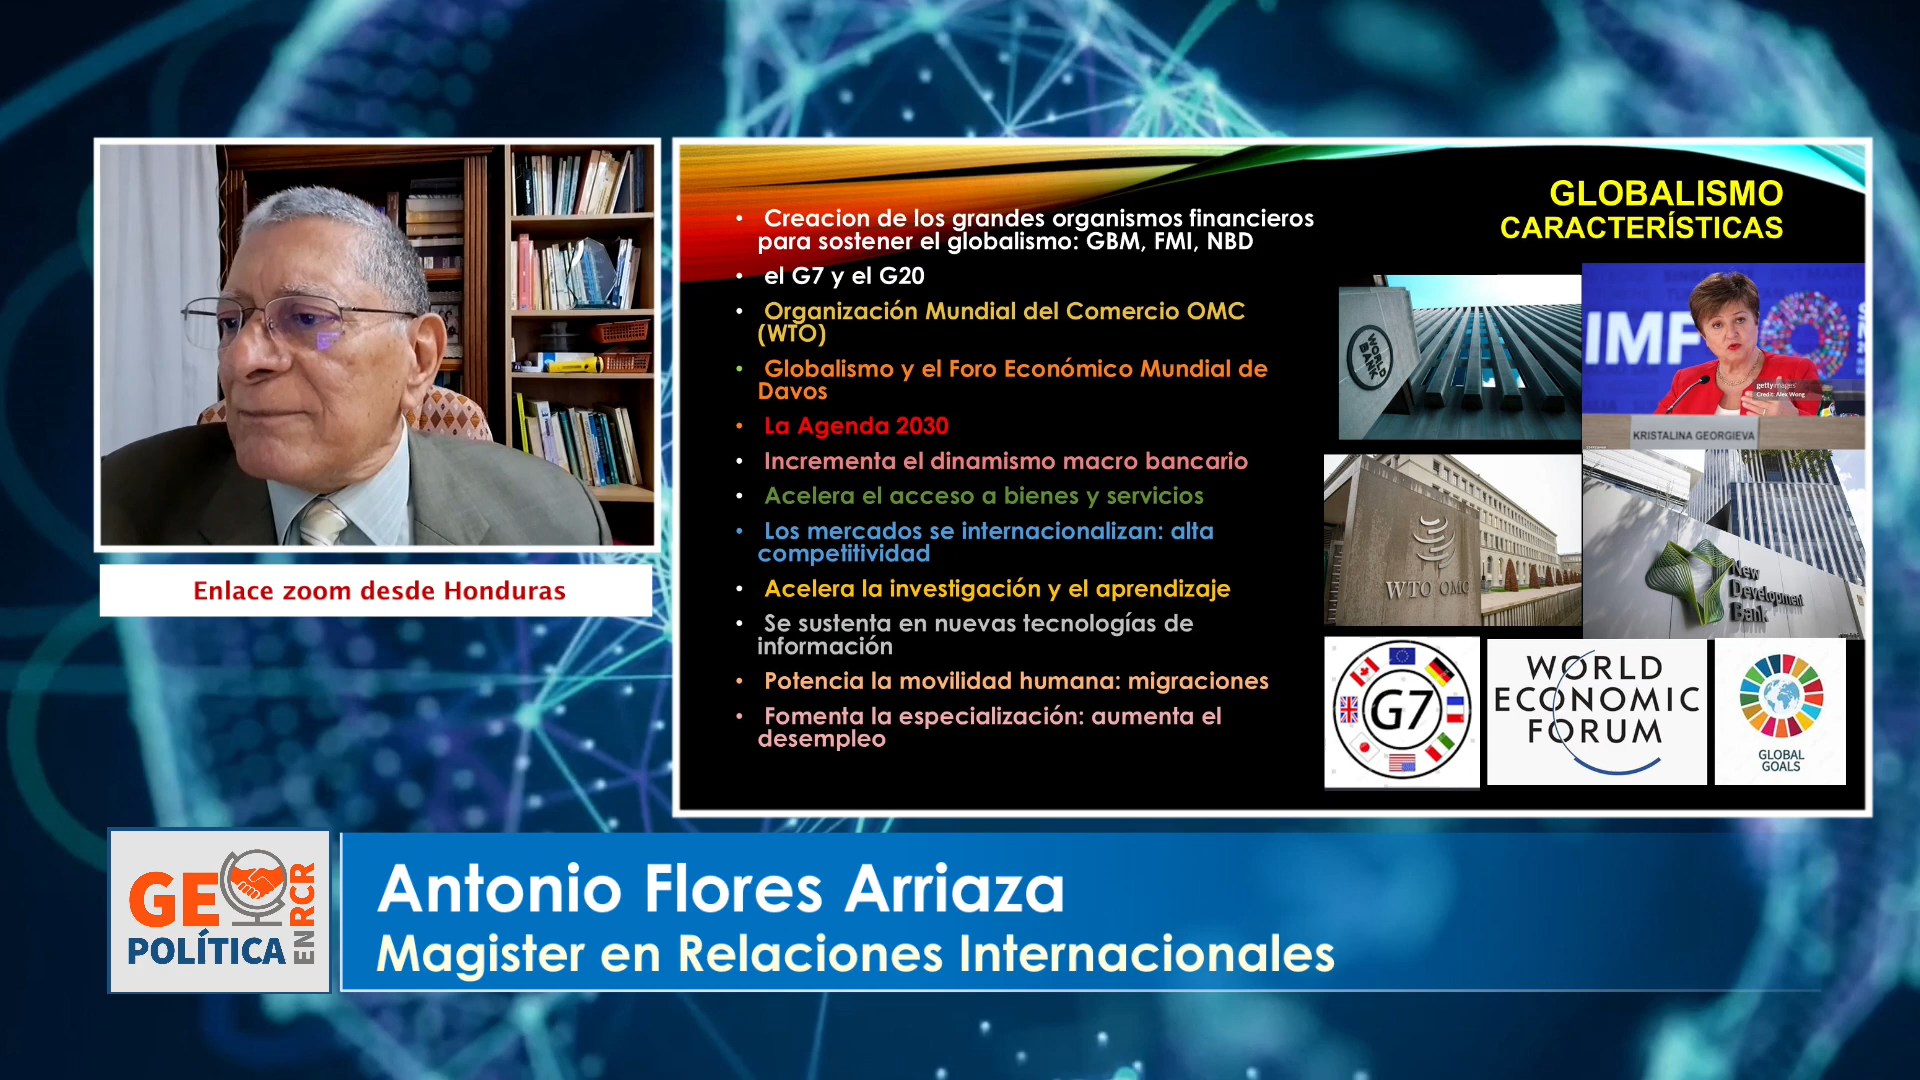 GLOBALISMO
CARACTERÍSTICAS
• Creacion de los grandes organismos financieros
para sostener el globalismo: GBM, FMI, NBD
• el G7 y el G20
• Organización Mundial del Comercio OMC
(WTO)
• Globalismo y el Foro Económico Mundial de
Davos
• La Agenda 2030
• Incrementa el dinamismo macro bancario
• Acelera el acceso a bienes y servicios
• Los mercados se internacionalizan: alta
competitividad
• Acelera la investigación y el aprendizaje
• Se sustenta en nuevas tecnologías de
información
• Potencia la movilidad humana: migraciones
• Fomenta la especialización: aumenta el
desempleo
WORLD
BANK
IMF
gettyimages
Credit: Alex Wong
KRISTALINA GEORGIEVA
WTO OMC
New
Development
Bank
G7
WORLD
ECONOMIC
FORUM
GLOBAL
GOALS
Enlace zoom desde Honduras
GEO
POLÍTICA
EN RCR
Antonio Flores Arriaza
Magister en Relaciones Internacionales